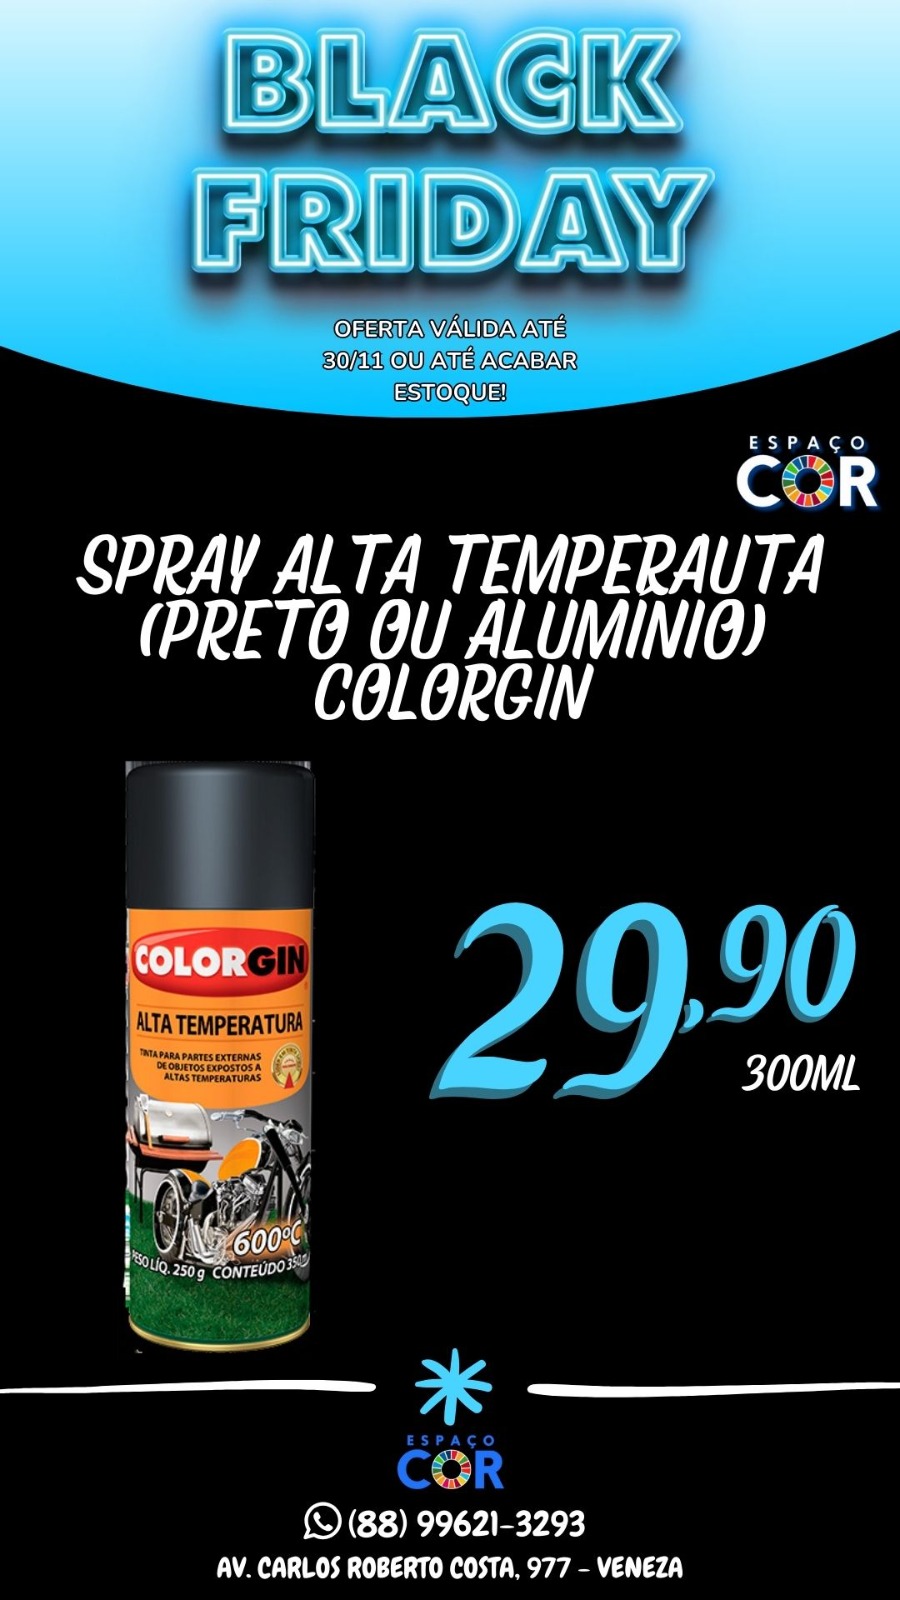 BLACK
FRIDAY
OFERTA VÁLIDA ATÉ
30/11 OU ATÉ ACABAR
ESTOQUE!
ESPAÇO
COR
SPRAY ALTA TEMPERAUTA
(PRETO OU ALUMÍNIO)
COLORGIN
COLORGIN
ALTA TEMPERATURA
TINTA PARA PARTES EXTERNAS
DE OBJETOS EXPOSTOS A
ALTAS TEMPERATURAS
600ºC
PESO LÍQ. 250 g CONTEÚDO 350
29,90
300ML
ESPAÇO
COR
(88) 99621-3293
AV. CARLOS ROBERTO COSTA, 977 - VENEZA